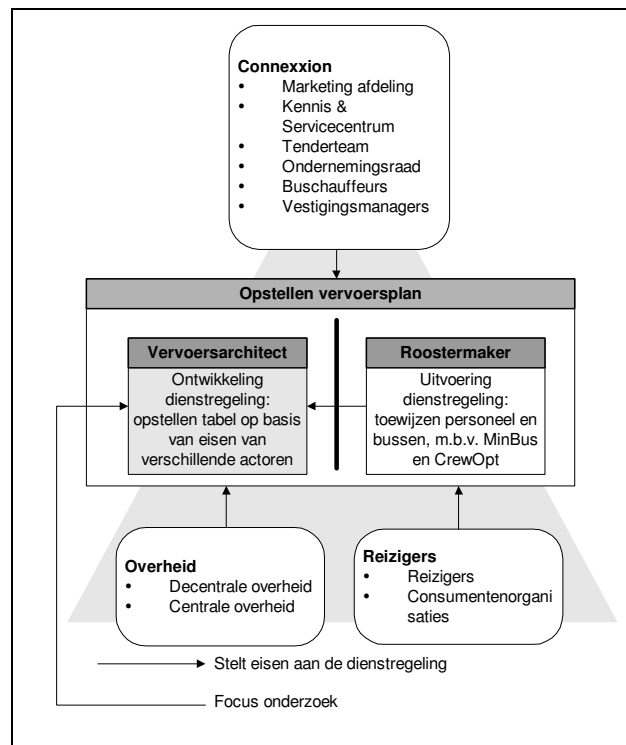 Connexxion
• Marketing afdeling
• Kennis &
Servicecentrum
• Tenderteam
• Ondernemingsraad
• Buschauffeurs
• Vestigingsmanagers
Opstellen vervoersplan
Vervoersarchitect
Ontwikkeling
dienstregeling:
opstellen tabel op basis
van eisen van
verschillende actoren
Roostermaker
Uitvoering
dienstregeling:
toewijzen personeel en
bussen, m.b.v. MinBus
en CrewOpt
Overheid
• Decentrale overheid
• Centrale overheid
Reizigers
• Reizigers
• Consumentenorgani
saties
Stelt eisen aan de dienstregeling
Focus onderzoek